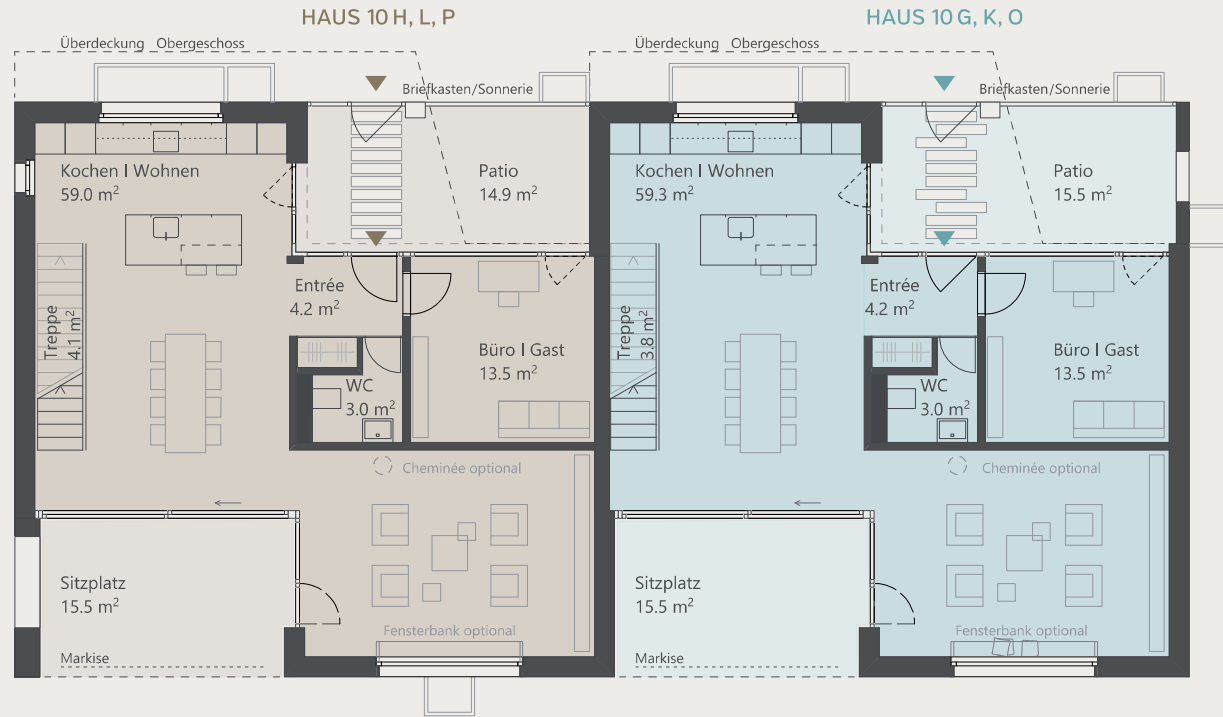 HAUS 10 H, L, P
Überdeckung Obergeschoss
Briefkasten/Sonnerie
Kochen I Wohnen
59.0 m²
Patio
14.9 m²
Treppe
4.1 m²
Entrée
4.2 m²
Büro I Gast
13.5 m²
WC
3.0 m²
Cheminée optional
Sitzplatz
15.5 m²
Fensterbank optional
Markise
HAUS 10 G, K, O
Überdeckung Obergeschoss
Briefkasten/Sonnerie
Kochen I Wohnen
59.3 m²
Patio
15.5 m²
Treppe
3.8 m²
Entrée
4.2 m²
Büro I Gast
13.5 m²
WC
3.0 m²
Cheminée optional
Sitzplatz
15.5 m²
Fensterbank optional
Markise